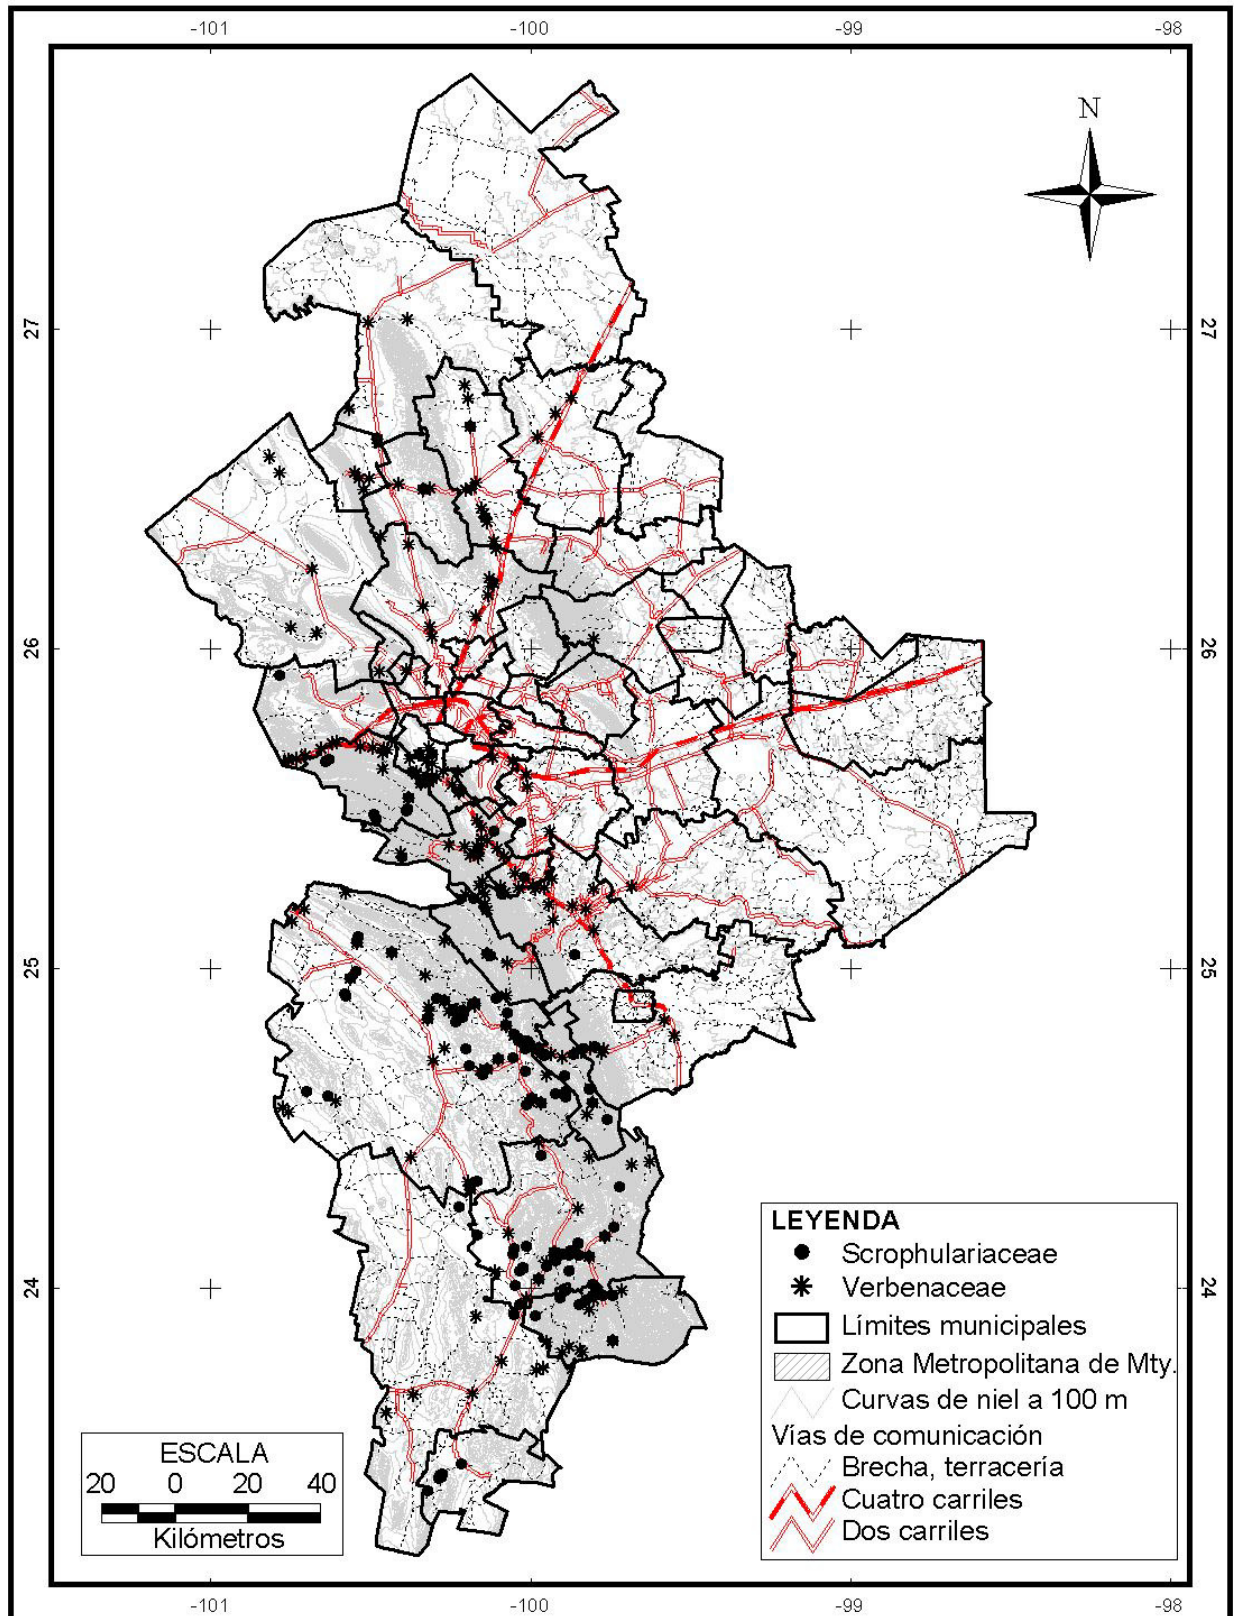 -101 -100 -99 -98
N
27 27
26 26
25 25
24 24
LEYENDA
Scrophulariaceae
Verbenaceae
Límites municipales
Zona Metropolitana de Mty.
Curvas de niel a 100 m
Vías de comunicación
Brecha, terracería
Cuatro carriles
Dos carriles
ESCALA
20 0 20 40
Kilómetros
-101 -100 -99 -98